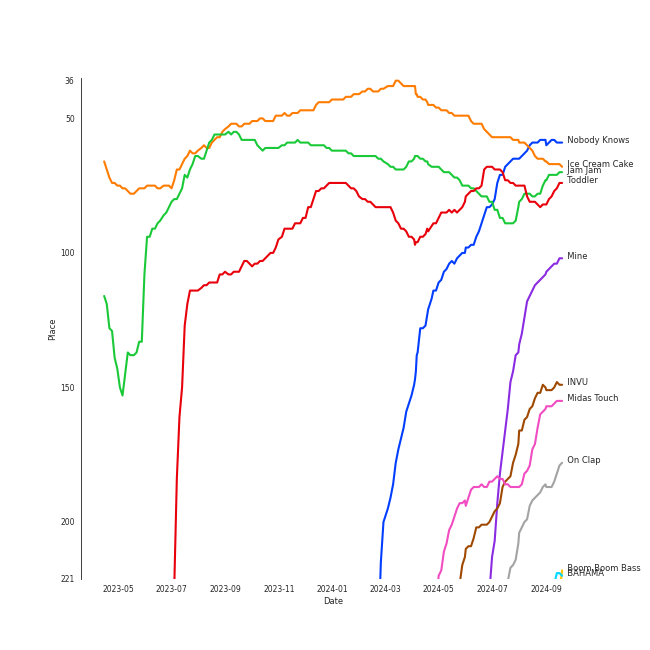 36
50
100
150
200
221
Place
2023-05
2023-07
2023-09
2023-11
2024-01
2024-03
2024-05
2024-07
2024-09
Date
Nobody Knows
Ice Cream Cake
Jam Jam
Toddler
Mine
INVU
Midas Touch
On Clap
Boom Boom Bass
BAHAMA